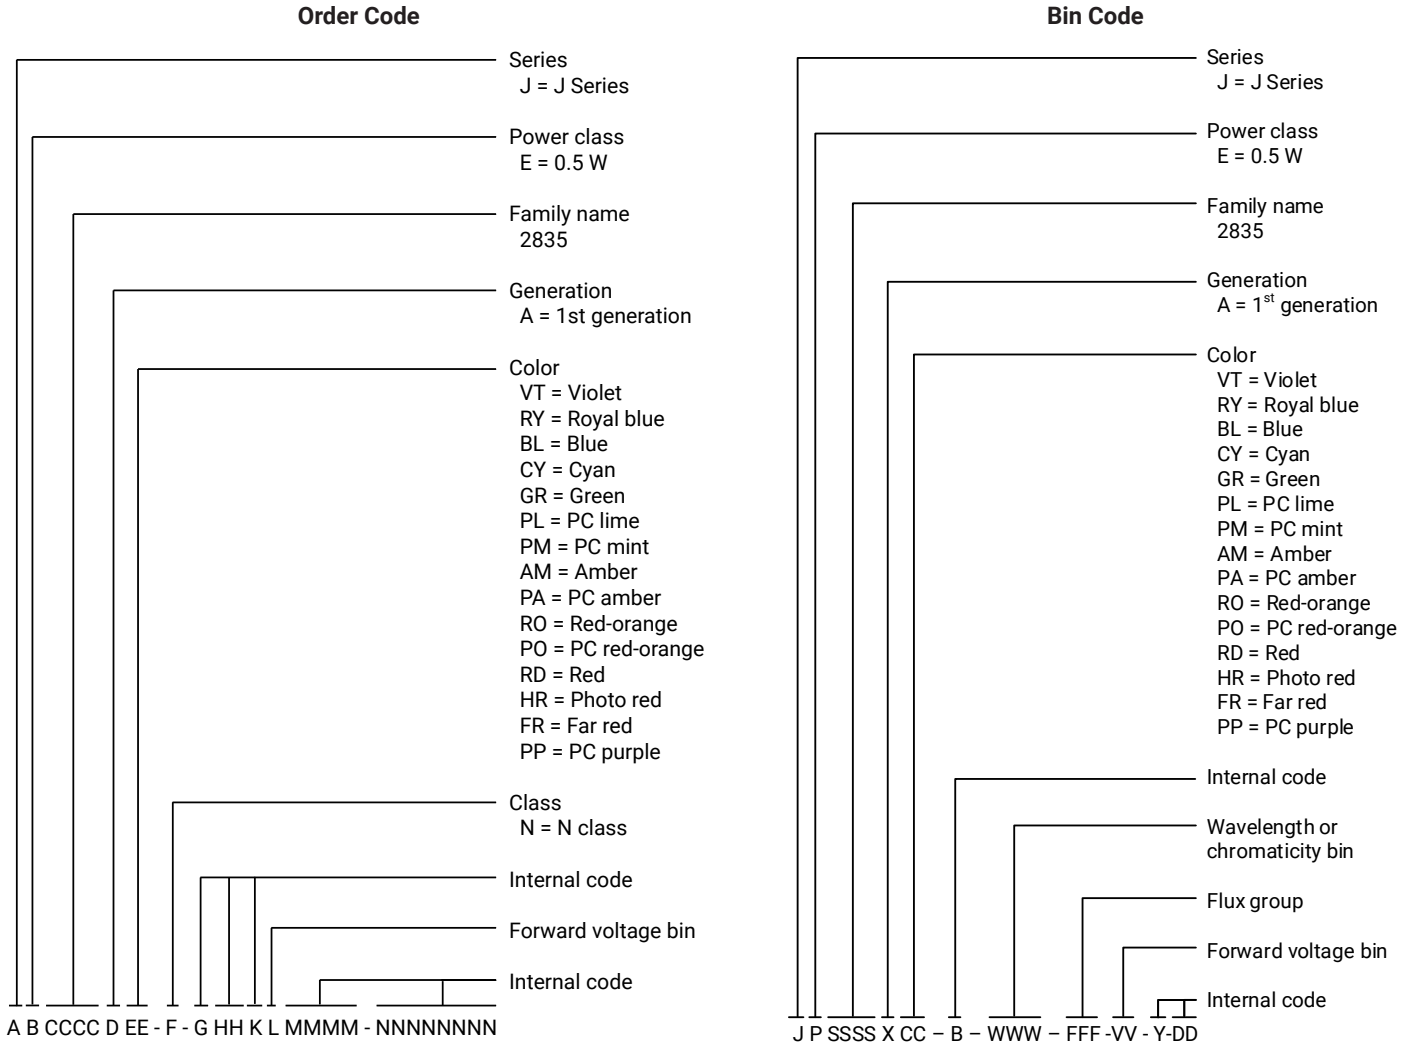 Order Code
Series
J = J Series
Power class
E = 0.5 W
Family name
2835
Generation
A = 1st generation
Color
VT = Violet
RY = Royal blue
BL = Blue
CY = Cyan
GR = Green
PL = PC lime
PM = PC mint
AM = Amber
PA = PC amber
RO = Red-orange
PO = PC red-orange
RD = Red
HR = Photo red
FR = Far red
PP = PC purple
Class
N = N class
Internal code
Forward voltage bin
Internal code
A B CCCC D EE - F - G HH K L MMMM - NNNNNNNN
Bin Code
Series
J = J Series
Power class
E = 0.5 W
Family name
2835
Generation
A = 1st generation
Color
VT = Violet
RY = Royal blue
BL = Blue
CY = Cyan
GR = Green
PL = PC lime
PM = PC mint
AM = Amber
PA = PC amber
RO = Red-orange
PO = PC red-orange
RD = Red
HR = Photo red
FR = Far red
PP = PC purple
Internal code
Wavelength or
chromaticity bin
Flux group
Forward voltage bin
Internal code
J P SSSS X CC – B – WWW – FFF -VV - Y-DD